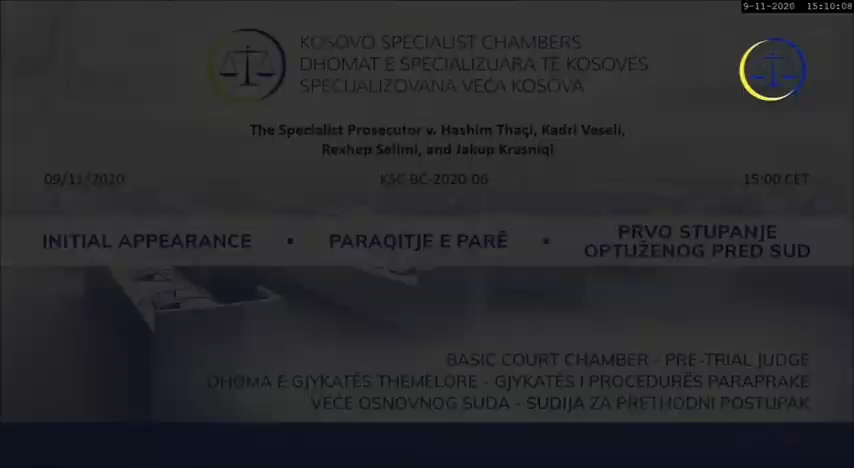 9-11-2020 15:10:08
KOSOVO SPECIALIST CHAMBERS
DHOMAT E SPECIALIZUARA TË KOSOVËS
SPECIJALIZOVANA VEĆA KOSOVA
The Specialist Prosecutor v. Hashim Thaçi, Kadri Veseli,
Rexhep Selimi, and Jakup Krasniqi
09/11/2020 KSC-BC-2020-06 15:00 CET
INITIAL APPEARANCE • PARAQITJE E PARË • PRVO STUPANJE
OPTUŽENOG PRED SUD
BASIC COURT CHAMBER - PRE-TRIAL JUDGE
DHOMA E GJYKATËS THEMELORE - GJYKATËS I PROCEDURËS PARAPRAKE
VEĆE OSNOVNOG SUDA - SUDIJA ZA PRETHODNI POSTUPAK